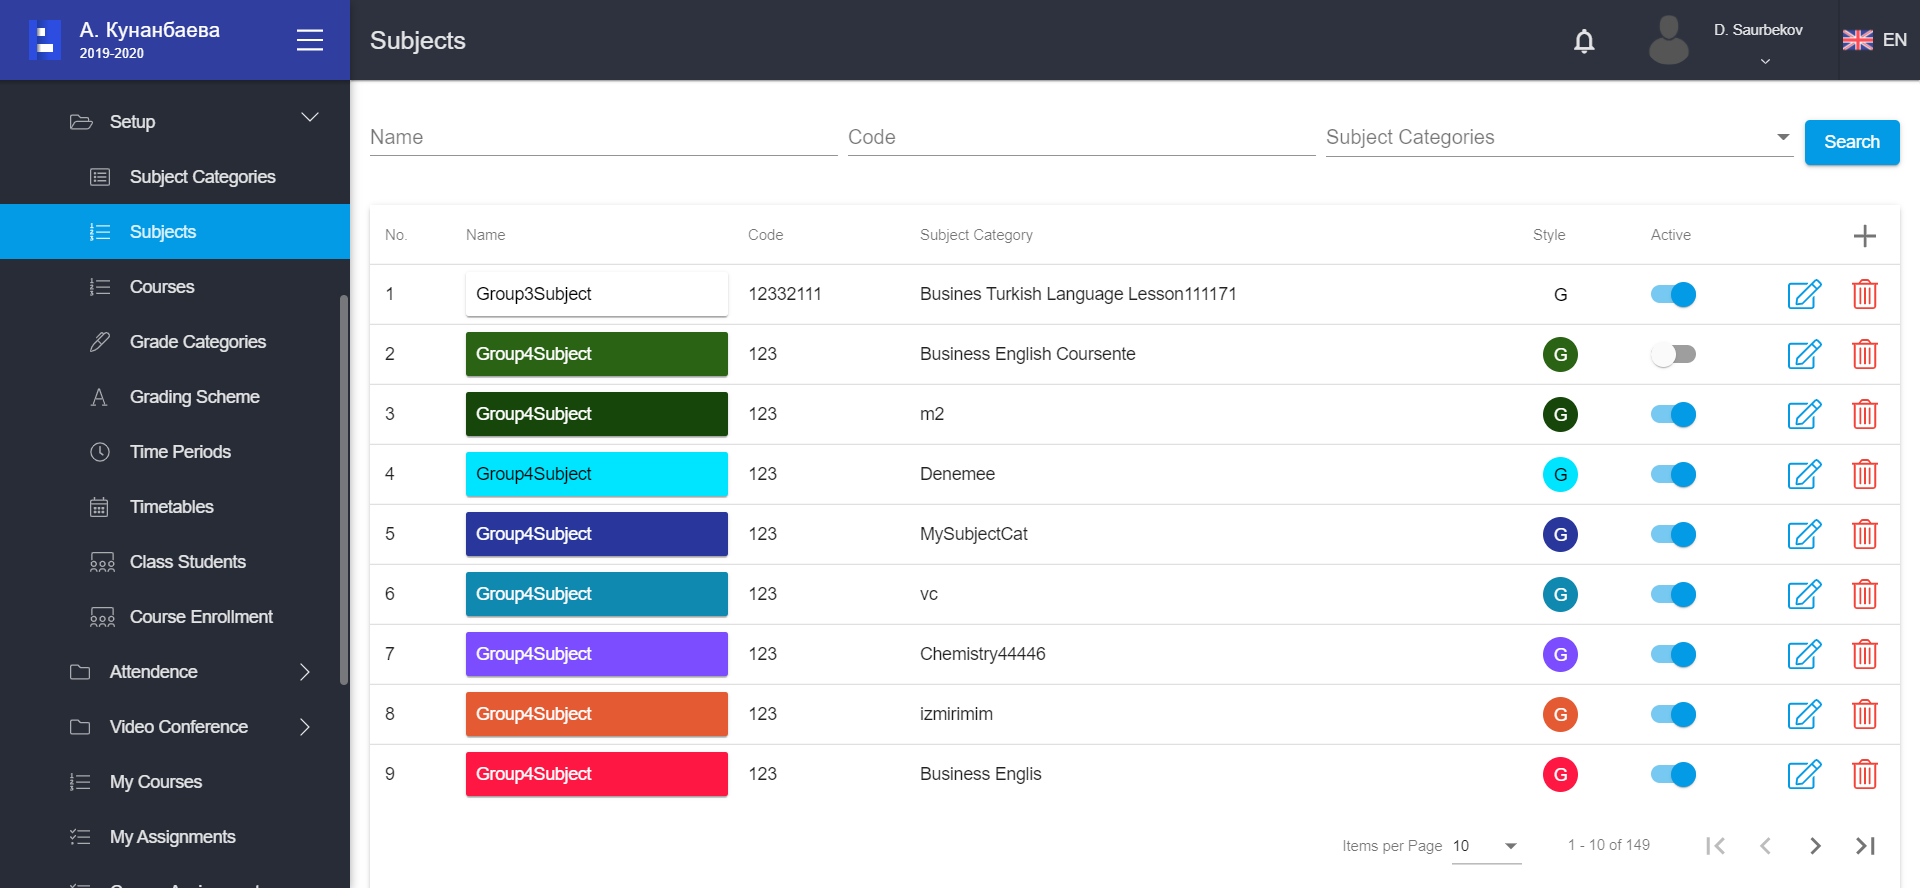 А. Кунанбаева
2019-2020
Subjects
D. Saurbekov
EN
Setup
Subject Categories
Subjects
Courses
Grade Categories
Grading Scheme
Time Periods
Timetables
Class Students
Course Enrollment
Attendence
Video Conference
My Courses
My Assignments
Name Code Subject Categories Search
No. Name Code Subject Category Style Active
1 Group3Subject 12332111 Busines Turkish Language Lesson111171 G
2 Group4Subject 123 Business English Coursente G
3 Group4Subject 123 m2 G
4 Group4Subject 123 Denemee G
5 Group4Subject 123 MySubjectCat G
6 Group4Subject 123 vc G
7 Group4Subject 123 Chemistry44446 G
8 Group4Subject 123 izmirimim G
9 Group4Subject 123 Business Englis G
Items per Page 10 1 - 10 of 149